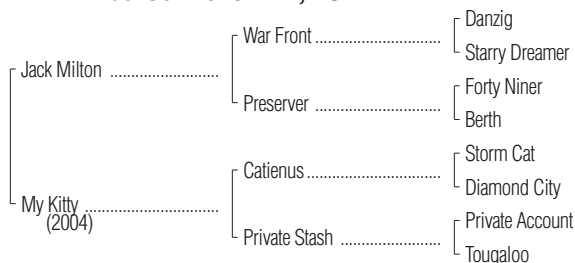 Danzig
War Front
Starry Dreamer
Jack Milton
Forty Niner
Preserver
Berth
Storm Cat
Catienus
Diamond City
My Kitty
(2004)
Private Account
Private Stash
Tougaloo